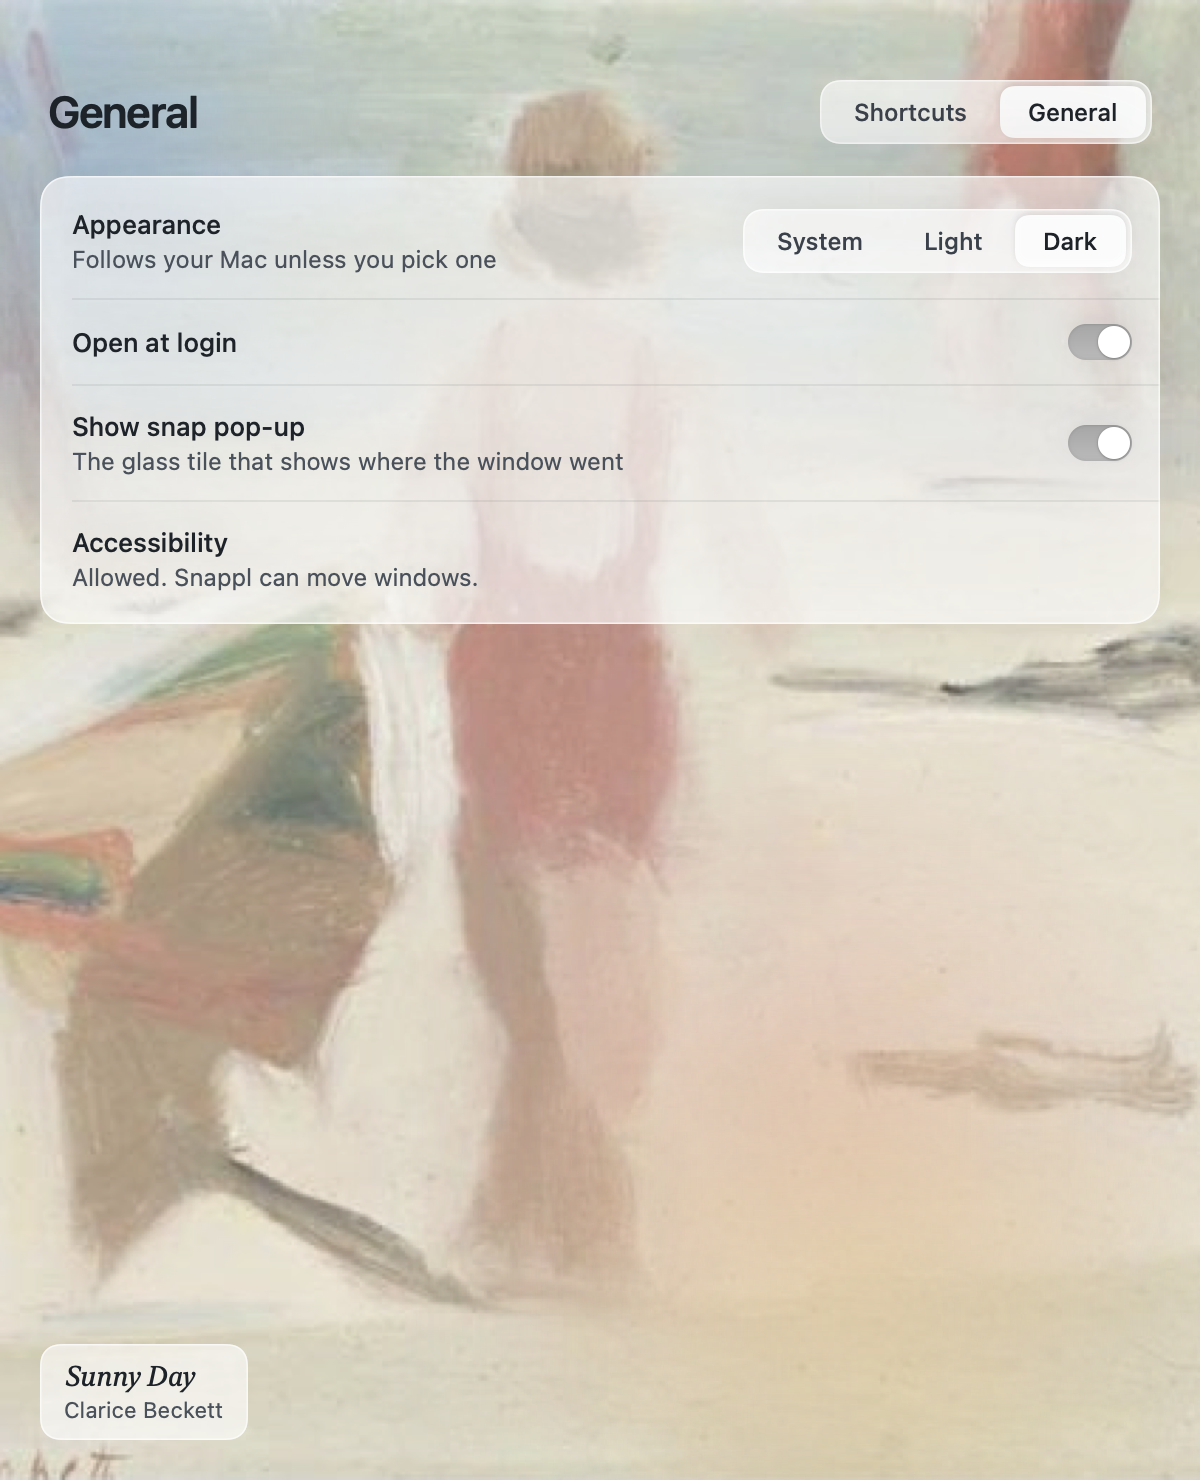 General
Shortcuts
General
Appearance
Follows your Mac unless you pick one
System
Light
Dark
Open at login
Show snap pop-up
The glass tile that shows where the window went
Accessibility
Allowed. Snappl can move windows.
Sunny Day
Clarice Beckett